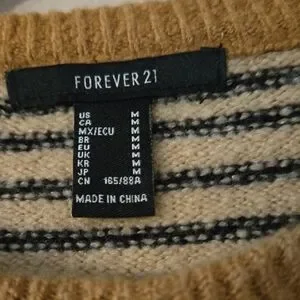 FOREVER 21
US M
CA M
MX/ECU M
BR M
EU M
UK M
KR M
JP M
CN 165/88A
MADE IN CHINA